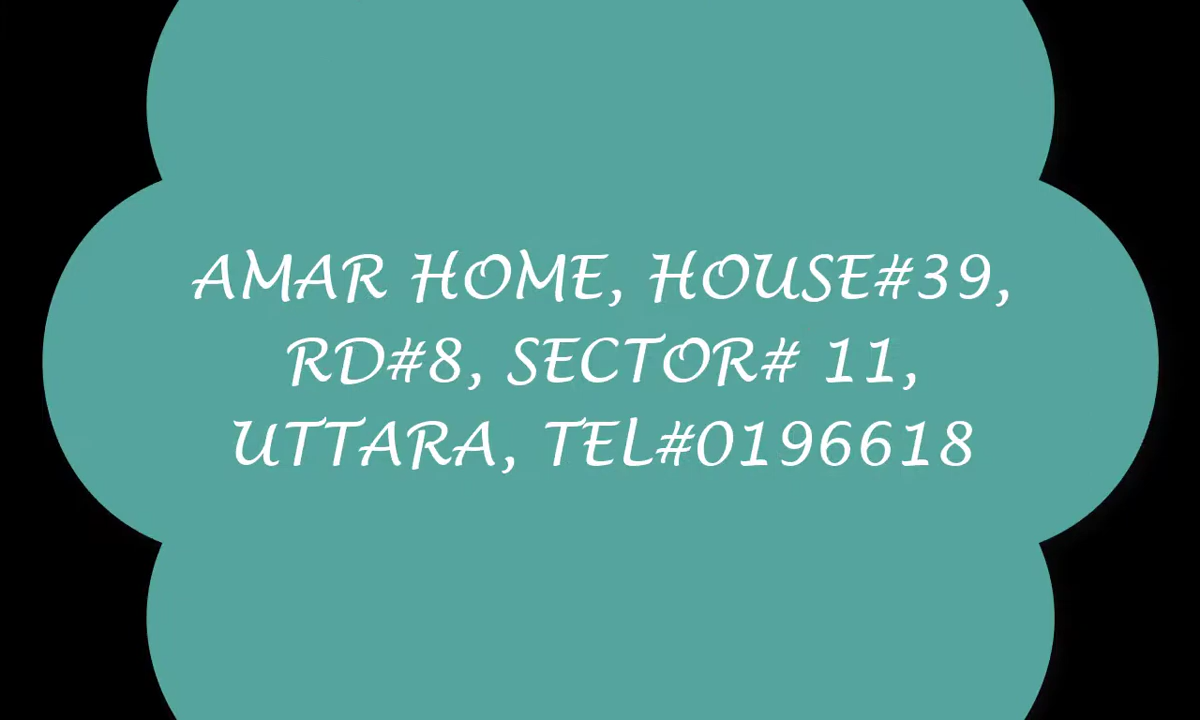 AMAR HOME, HOUSE#39,
RD#8, SECTOR# 11,
UTTARA, TEL#0196618